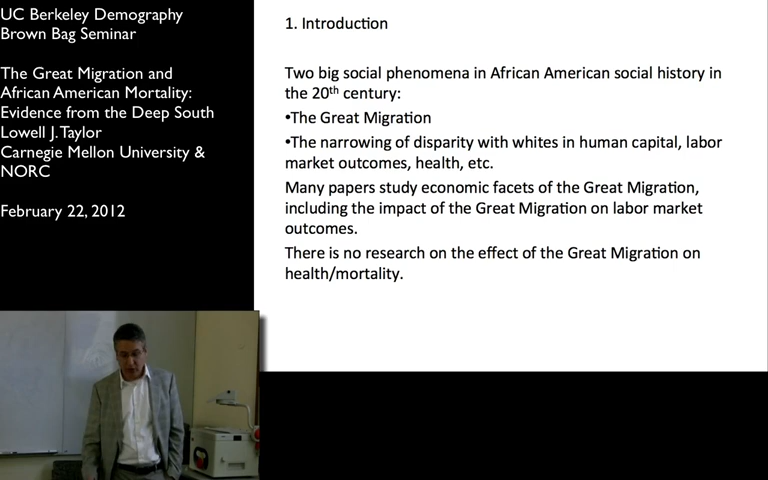 UC Berkeley Demography
Brown Bag Seminar
The Great Migration and
African American Mortality:
Evidence from the Deep South
Lowell J. Taylor
Carnegie Mellon University &
NORC
February 22, 2012
1. Introduction
Two big social phenomena in African American social history in
the 20th century:
•The Great Migration
•The narrowing of disparity with whites in human capital, labor
market outcomes, health, etc.
Many papers study economic facets of the Great Migration,
including the impact of the Great Migration on labor market
outcomes.
There is no research on the effect of the Great Migration on
health/mortality.